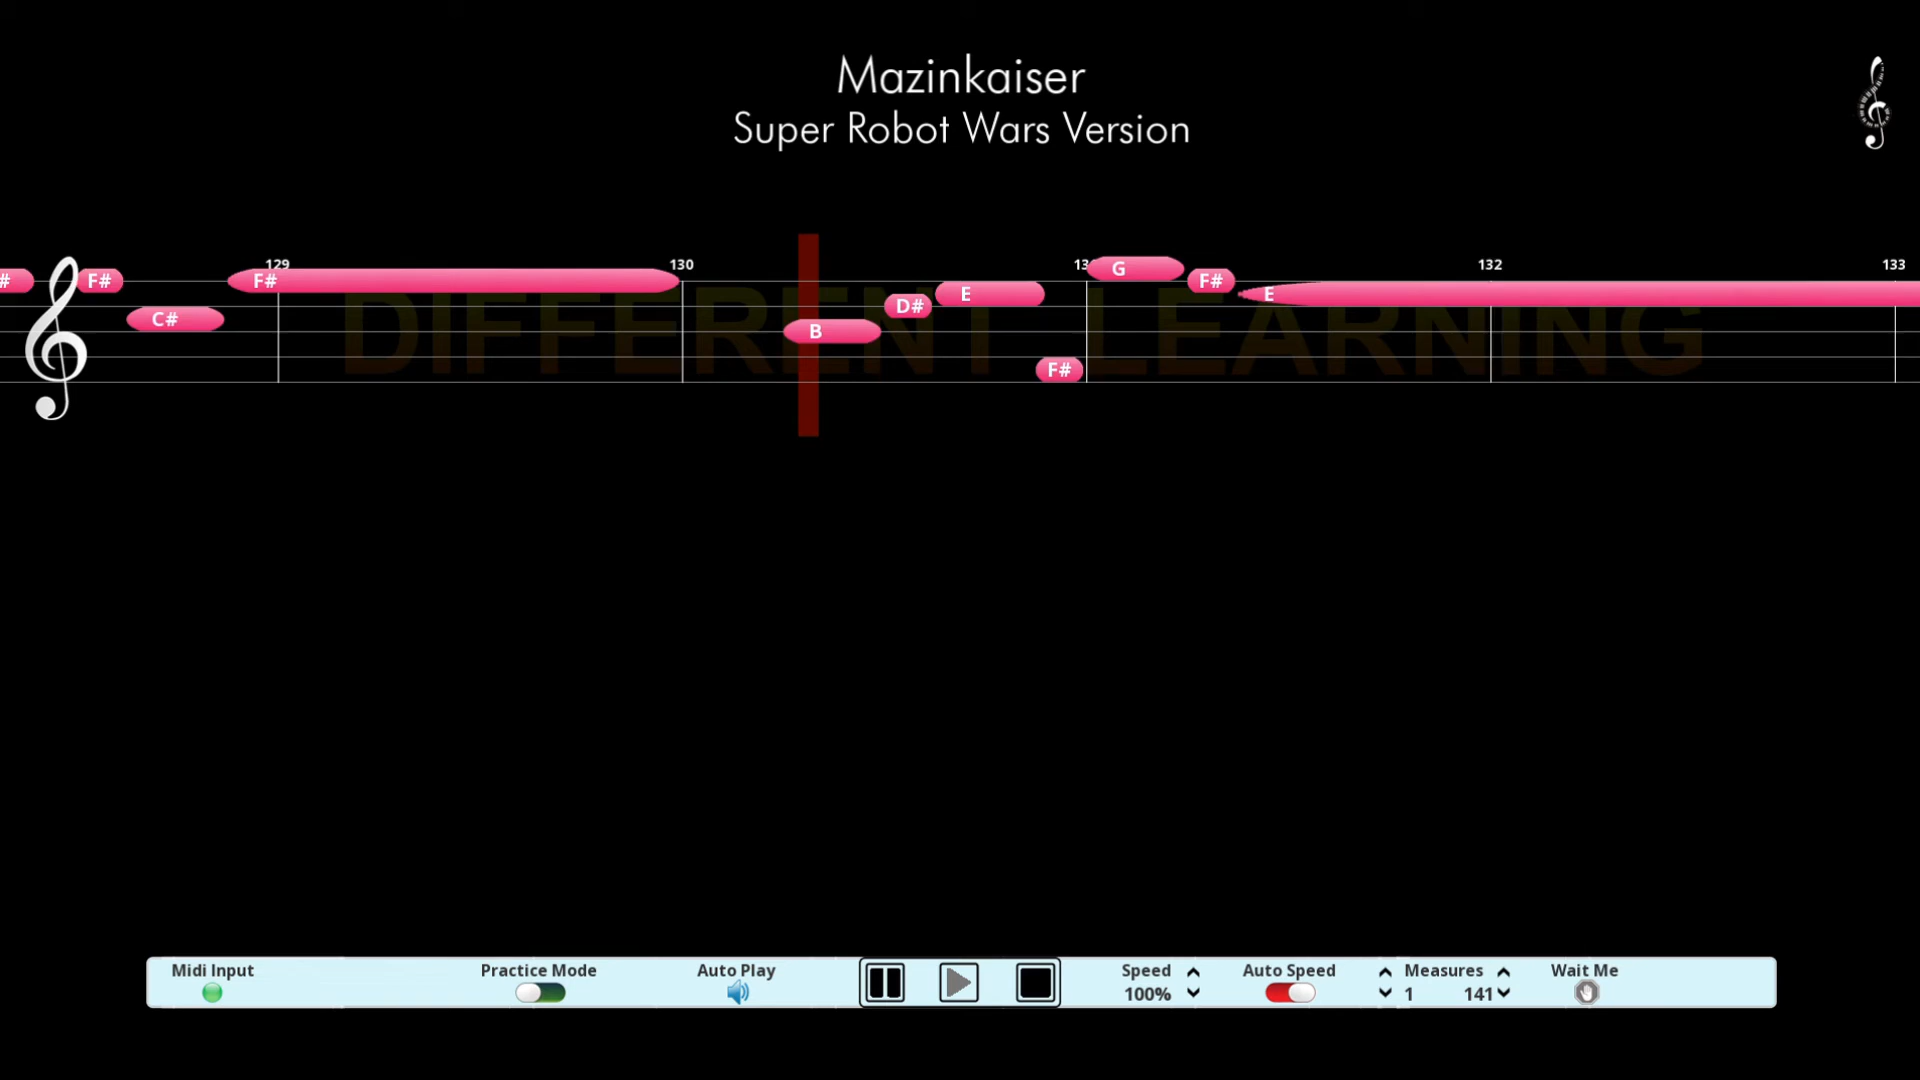 Mazinkaiser
Super Robot Wars Version
129 130 132 133
# F# C# F# B D# E F# G F# E
DIFFERENT LEARNING
Midi Input Practice Mode Auto Play Speed Auto Speed Measures Wait Me
100% 1 141